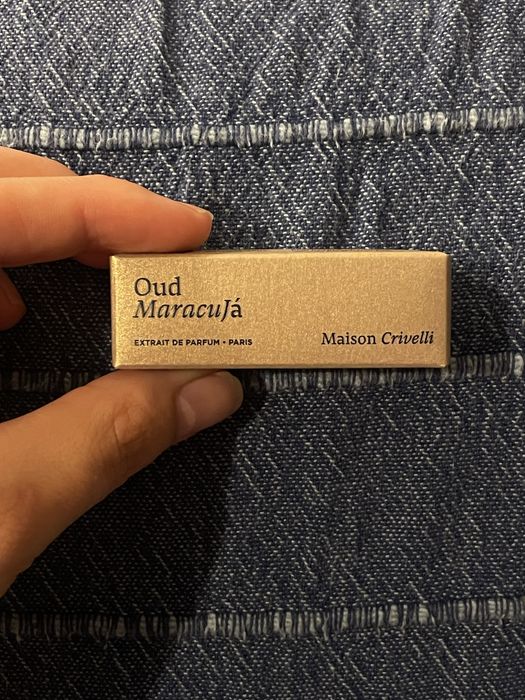 Oud
MaracuJá
EXTRAIT DE PARFUM • PARIS
Maison Crivelli